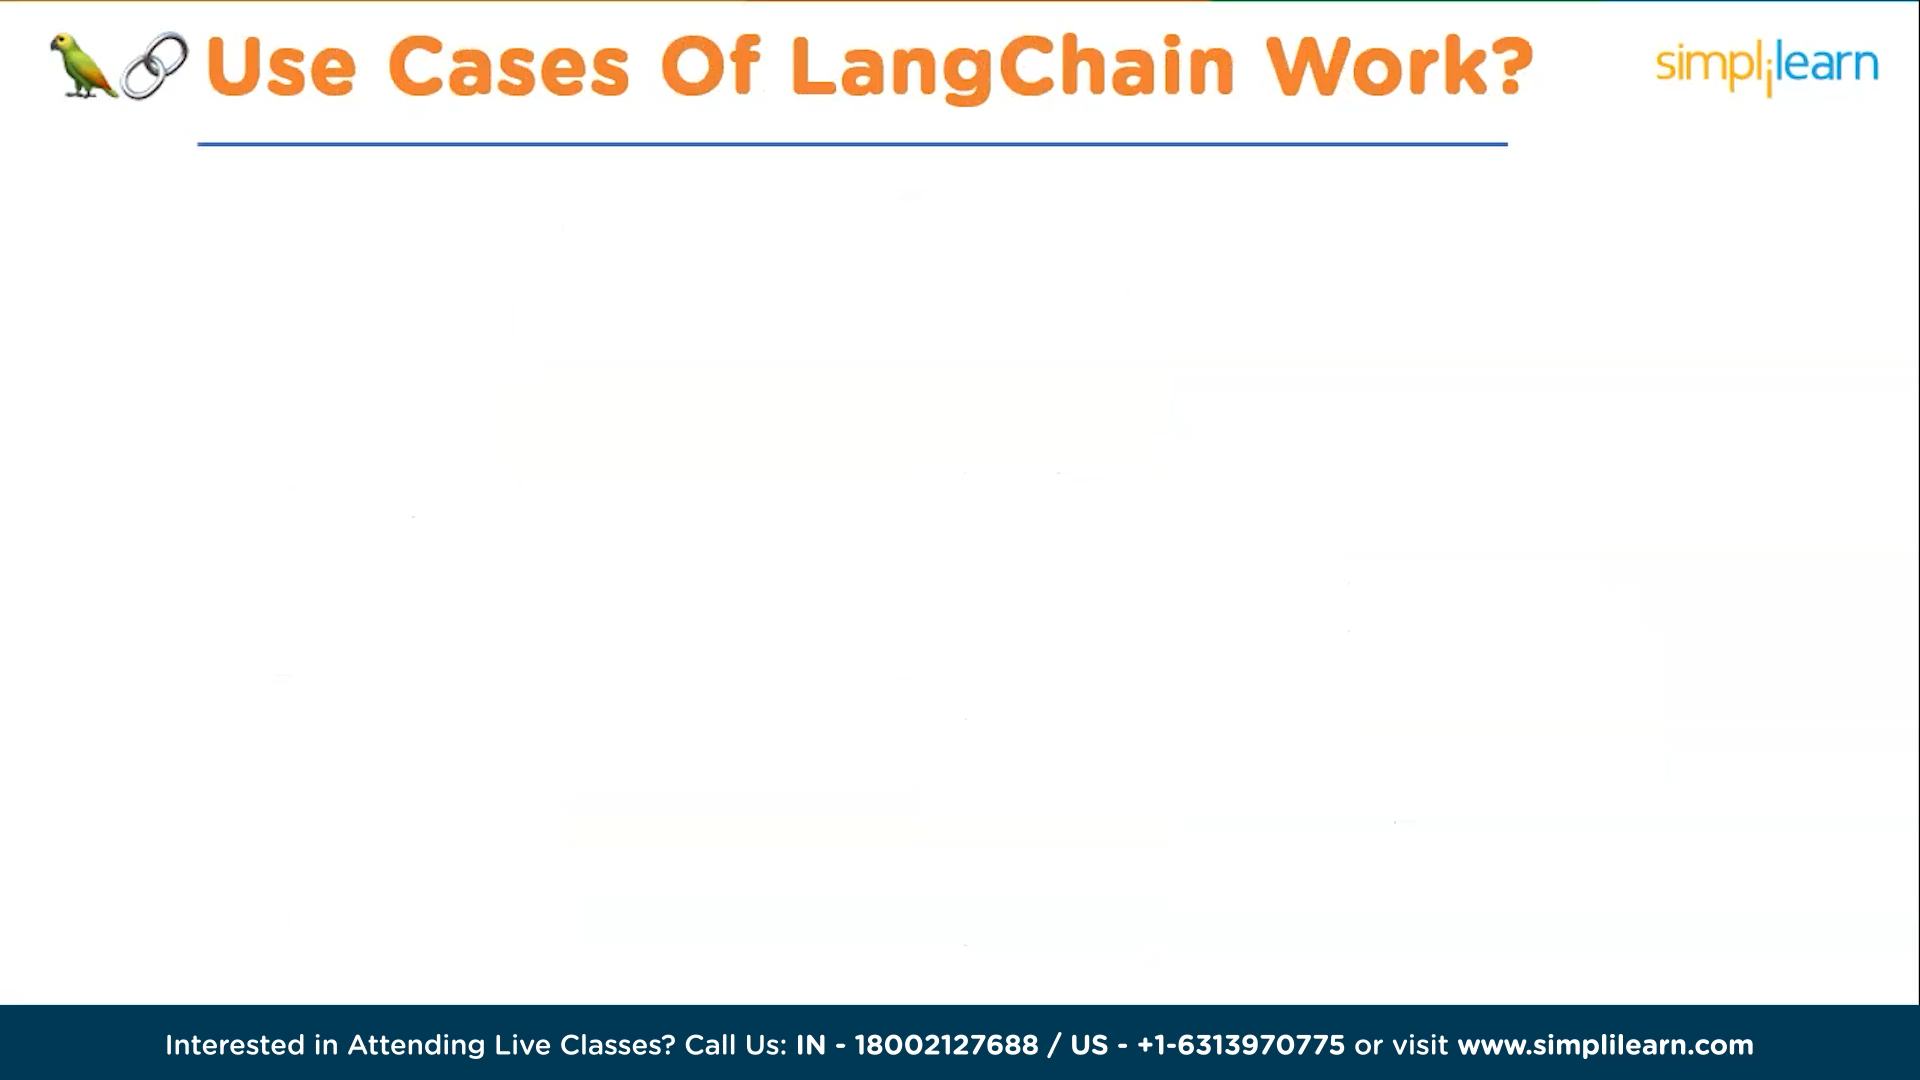 Use Cases Of LangChain Work?
simplilearn
Interested in Attending Live Classes? Call Us: IN - 18002127688 / US - +1-6313970775 or visit www.simplilearn.com